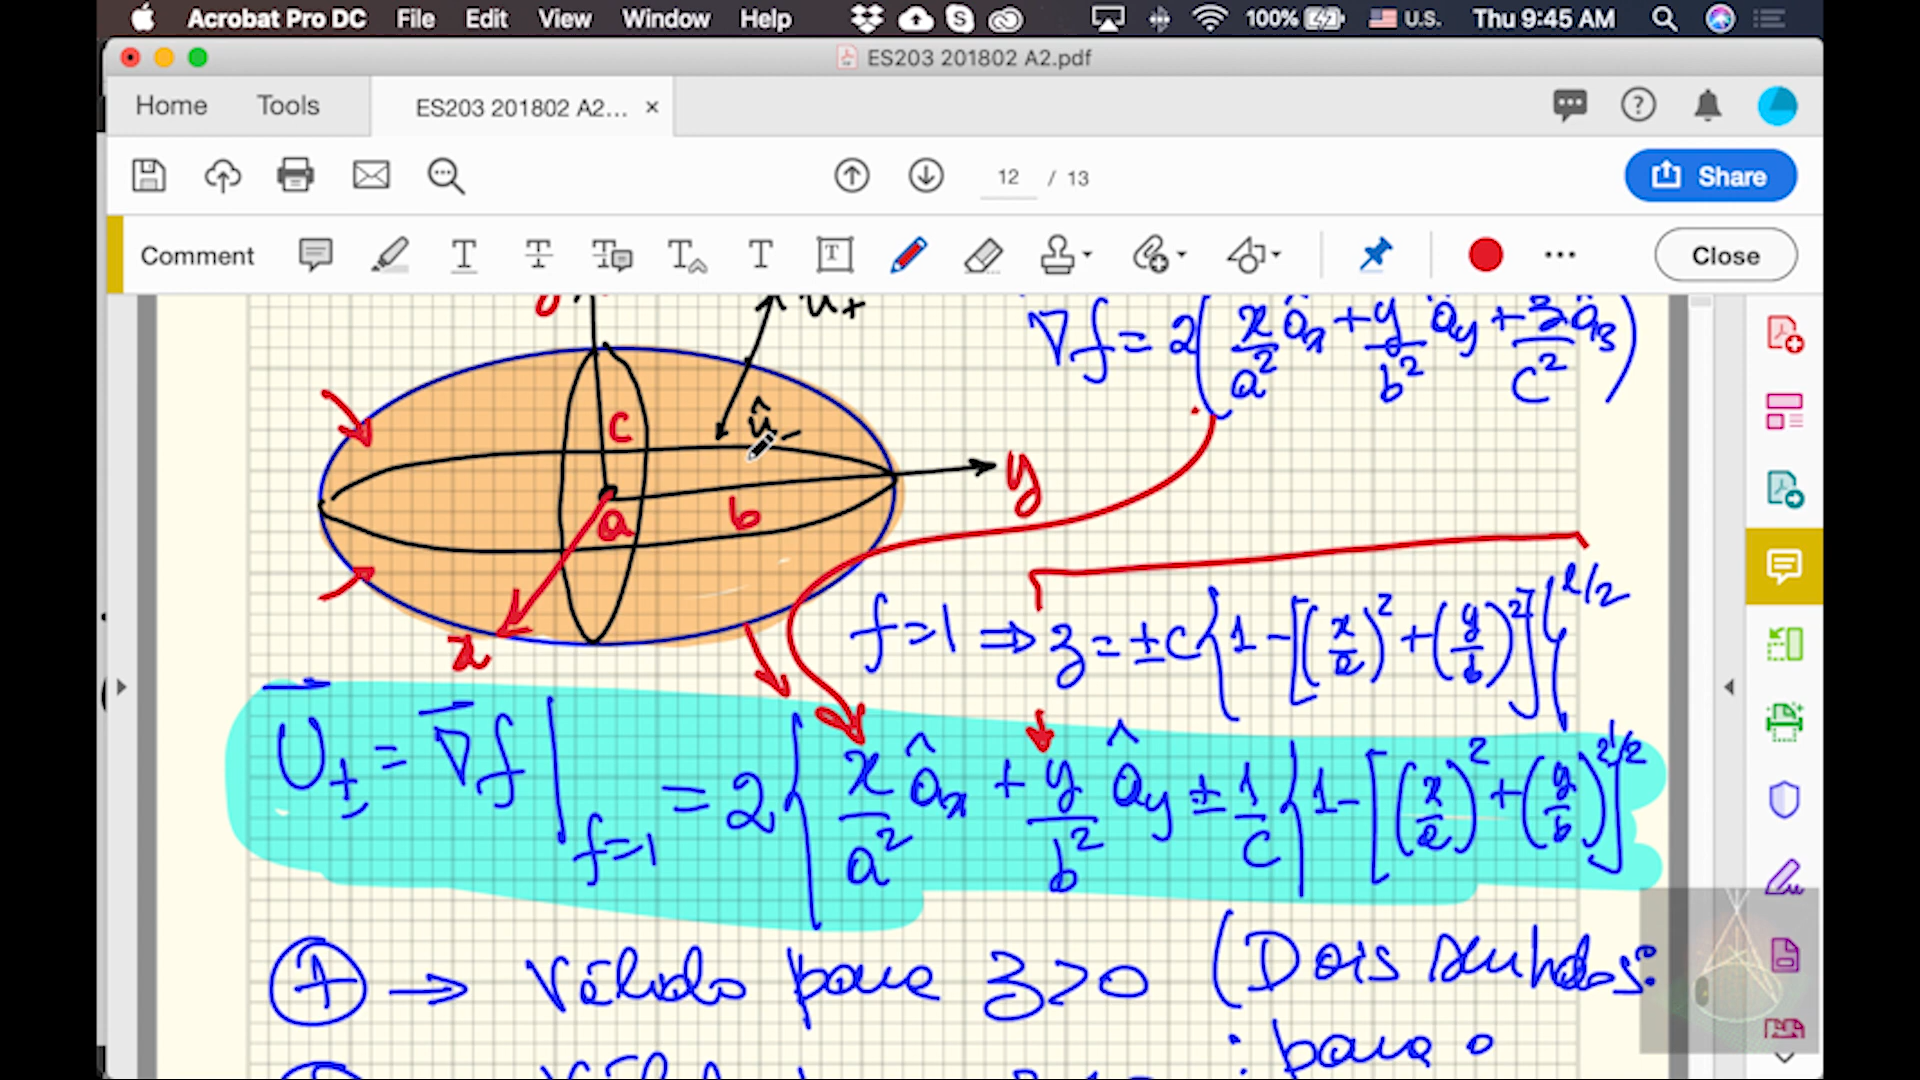 Acrobat Pro DC File Edit View Window Help 100% U.S. Thu 9:45 AM
ES203 201802 A2.pdf
Home Tools ES203 201802 A2... ×
12 / 13 Share
Comment T T T T T T Close
u+
∇f = 2(x/a² âx + y/b² ây + z/c² âz)
c
û-
y
a b
x
f=1 ⇒ z = ±c{1-[(x/a)²+(y/b)²]}^1/2
U± = ∇f|f=1 = 2{x/a² âx + y/b² ây ± 1/c{1-[(x/a)²+(y/b)²]^1/2
+ → Válido para z>0 (Dois
: para o